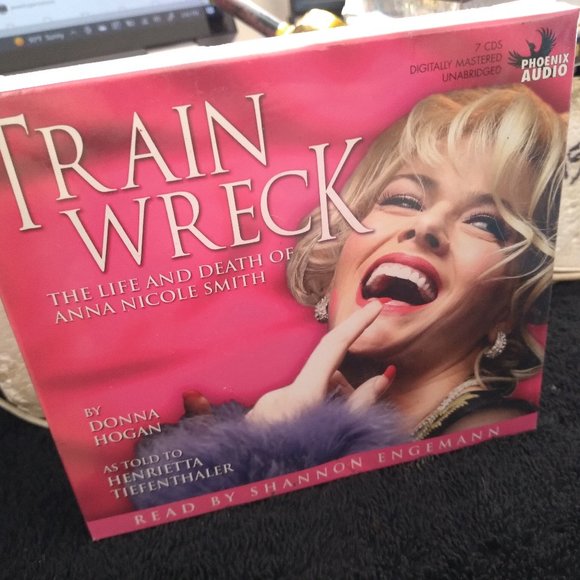 7 CDS
DIGITALLY MASTERED
UNABRIDGED
PHOENIX
AUDIO
TRAIN
WRECK
THE LIFE AND DEATH OF
ANNA NICOLE SMITH
BY
DONNA
HOGAN
AS TOLD TO
HENRIETTA
TIEFENTHALER
READ BY SHANNON ENGEMANN